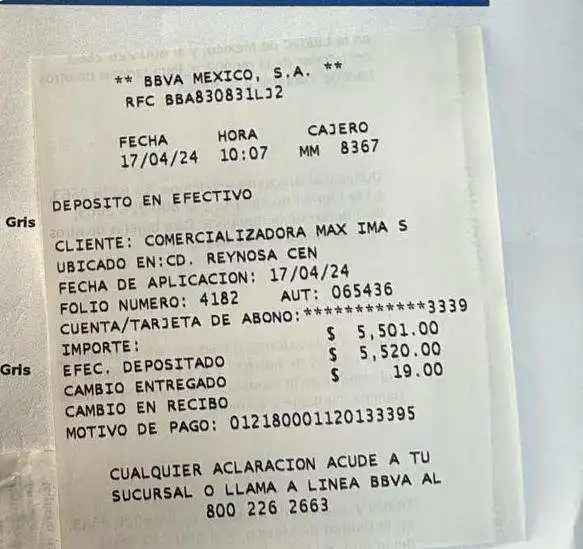 ** BBVA MEXICO, S.A. **
RFC BBA830831LJ2
FECHA HORA CAJERO
17/04/24 10:07 MM 8367
DEPOSITO EN EFECTIVO
Gris
CLIENTE: COMERCIALIZADORA MAX IMA S
UBICADO EN:CD. REYNOSA CEN
FECHA DE APLICACION: 17/04/24
FOLIO NUMERO: 4182 AUT: 065436
CUENTA/TARJETA DE ABONO:************3339
IMPORTE: $ 5,501.00
Gris
EFEC. DEPOSITADO $ 5,520.00
CAMBIO ENTREGADO $ 19.00
CAMBIO EN RECIBO
MOTIVO DE PAGO: 012180001120133395
CUALQUIER ACLARACION ACUDE A TU
SUCURSAL O LLAMA A LINEA BBVA AL
800 226 2663